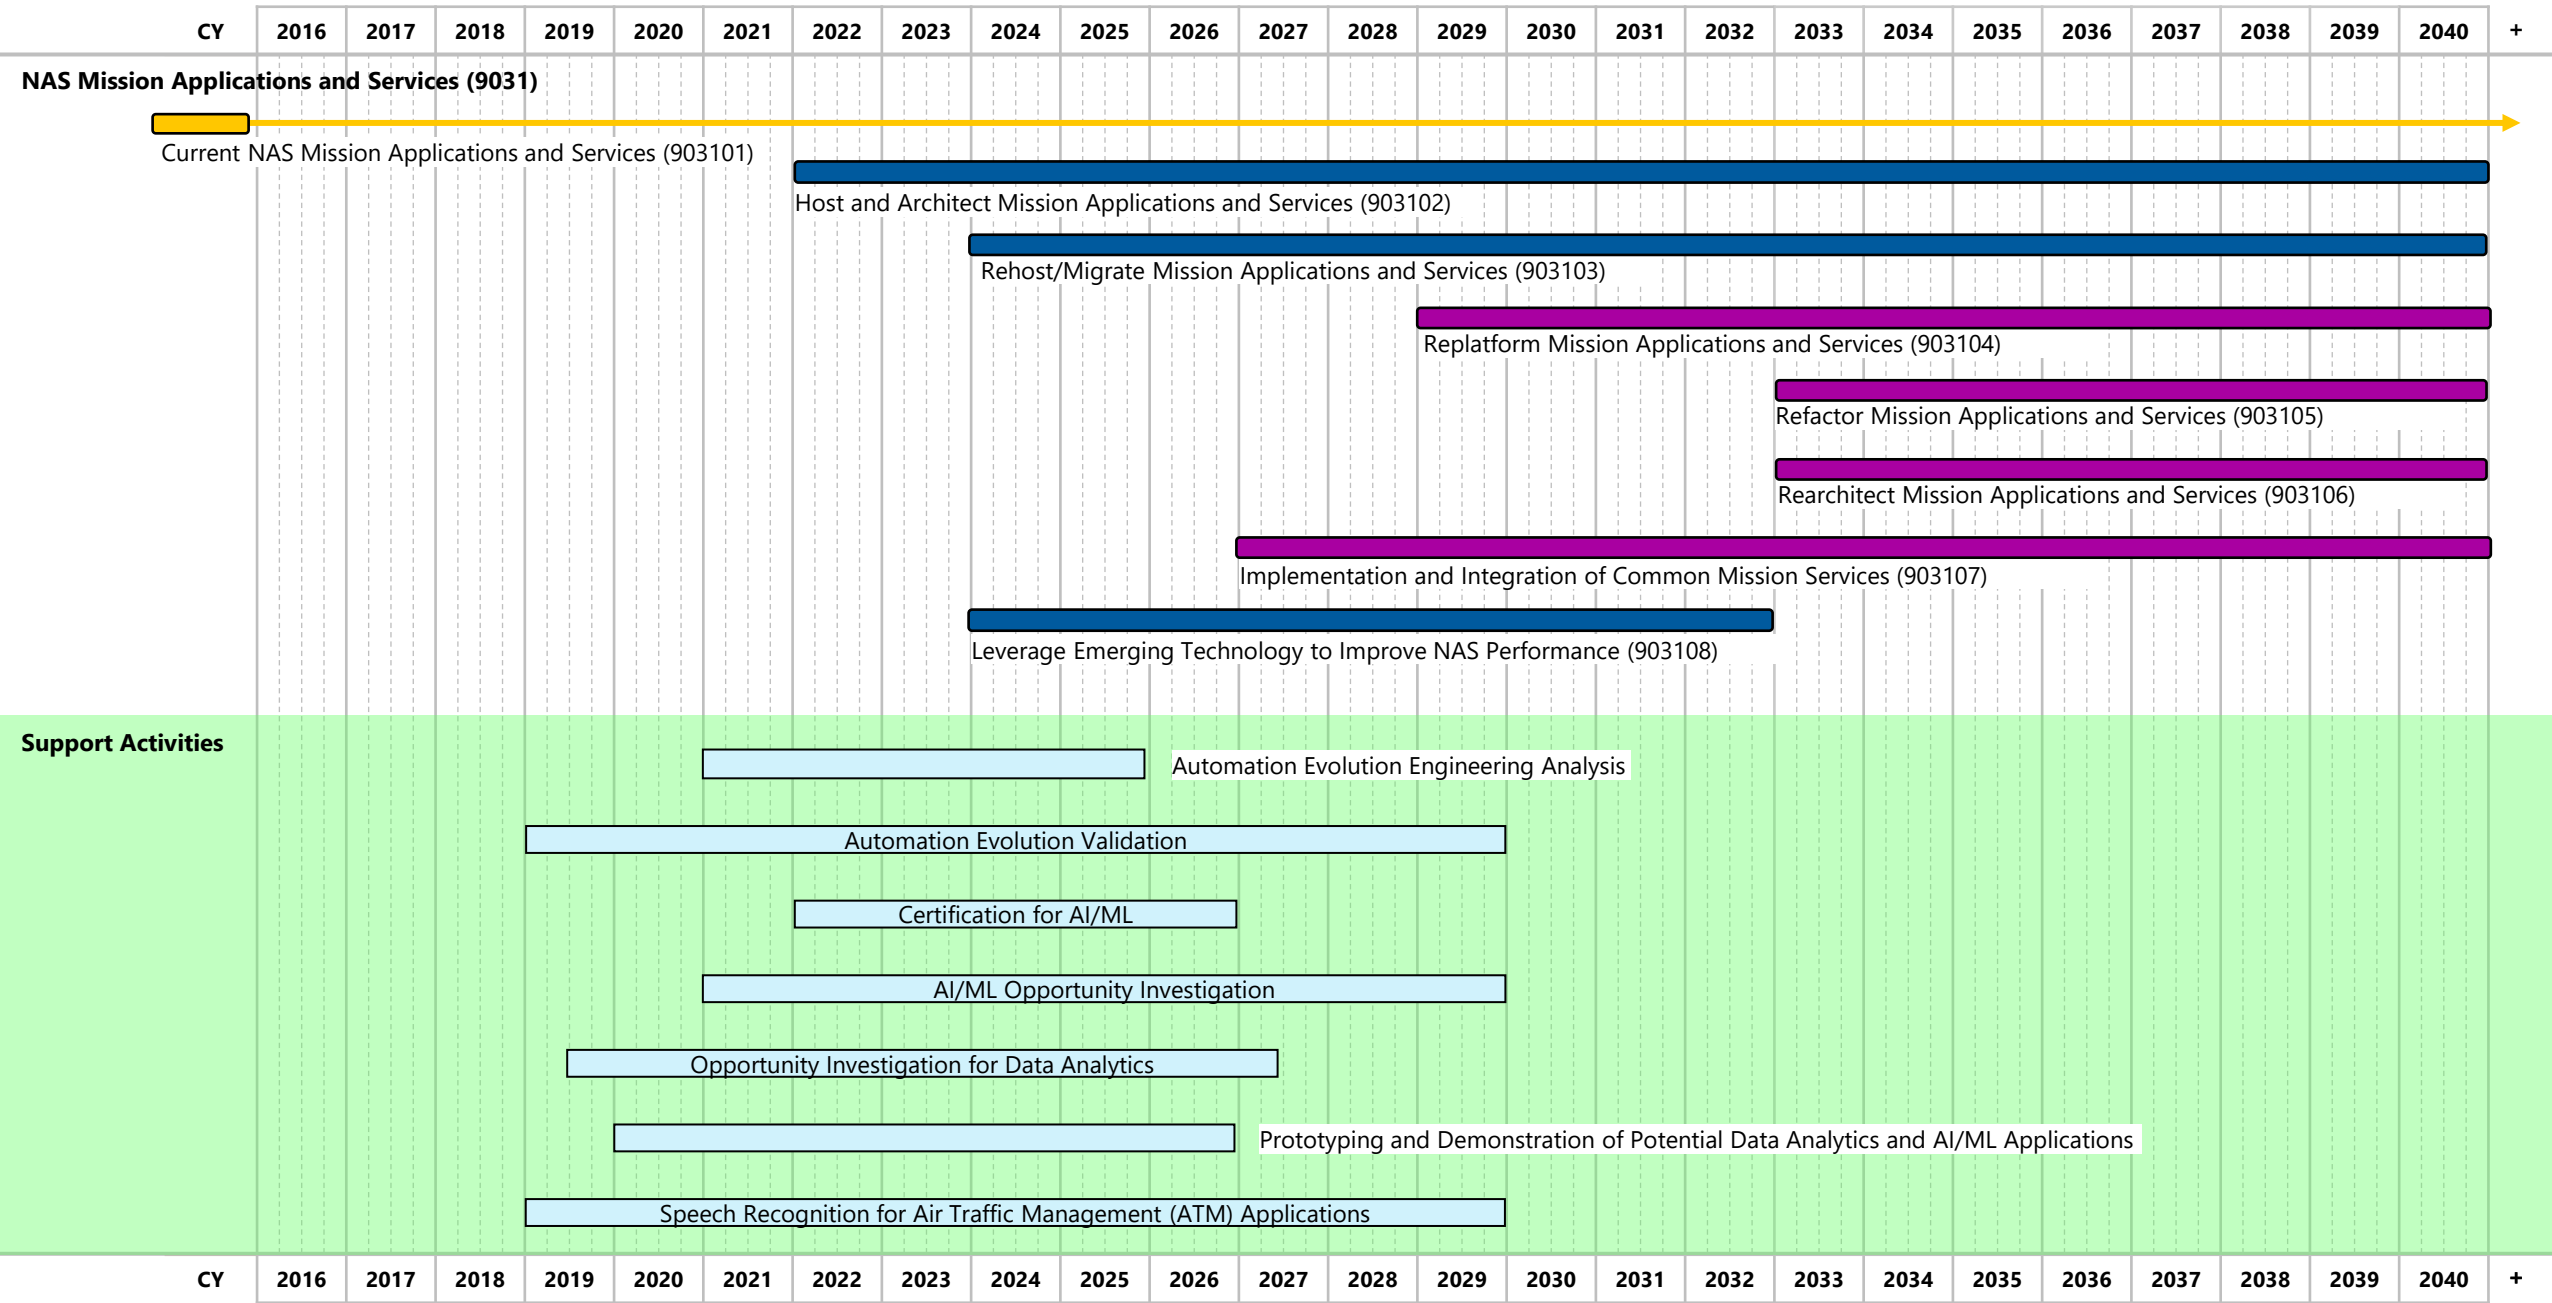 CY 2016 2017 2018 2019 2020 2021 2022 2023 2024 2025 2026 2027 2028 2029 2030 2031 2032 2033 2034 2035 2036 2037 2038 2039 2040 +
NAS Mission Applications and Services (9031)
Current NAS Mission Applications and Services (903101)
Host and Architect Mission Applications and Services (903102)
Rehost/Migrate Mission Applications and Services (903103)
Replatform Mission Applications and Services (903104)
Refactor Mission Applications and Services (903105)
Rearchitect Mission Applications and Services (903106)
Implementation and Integration of Common Mission Services (903107)
Leverage Emerging Technology to Improve NAS Performance (903108)
Support Activities
Automation Evolution Engineering Analysis
Automation Evolution Validation
Certification for AI/ML
AI/ML Opportunity Investigation
Opportunity Investigation for Data Analytics
Prototyping and Demonstration of Potential Data Analytics and AI/ML Applications
Speech Recognition for Air Traffic Management (ATM) Applications
CY 2016 2017 2018 2019 2020 2021 2022 2023 2024 2025 2026 2027 2028 2029 2030 2031 2032 2033 2034 2035 2036 2037 2038 2039 2040 +